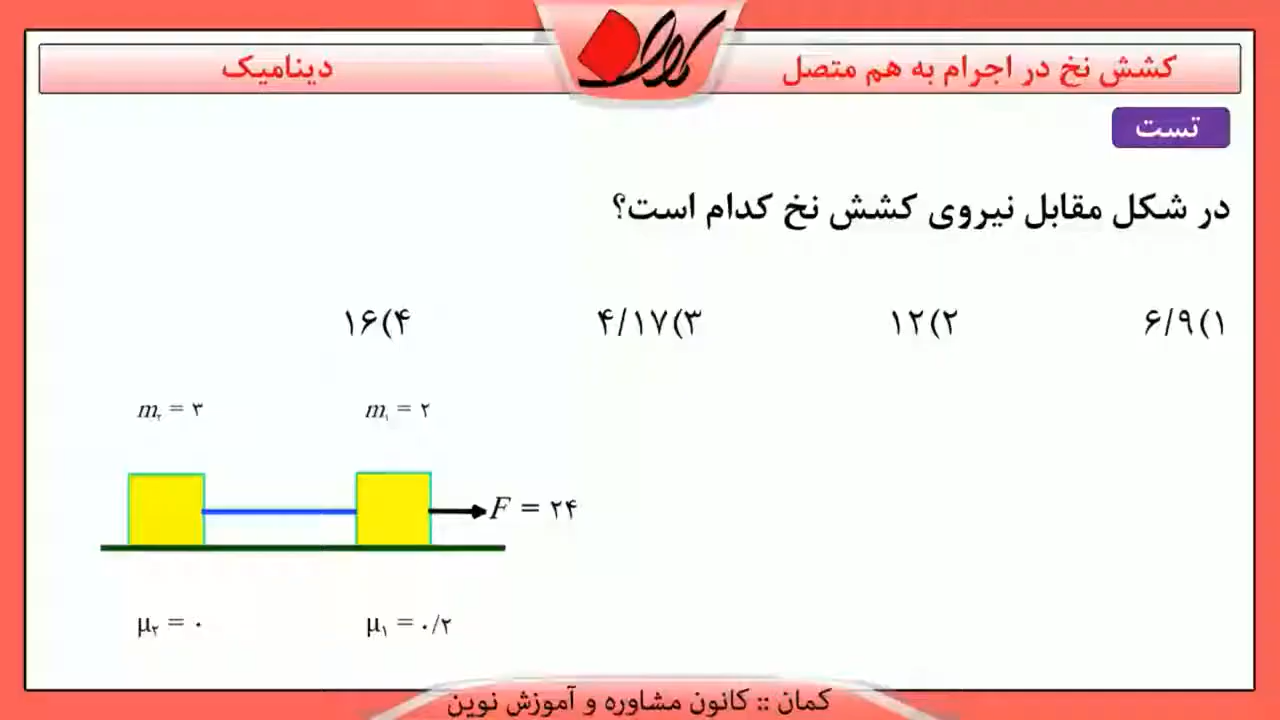 کشش نخ در اجرام به هم متصل
دینامیک
تست
در شکل مقابل نیروی کشش نخ کدام است؟
۱)۶/۹ ۲)۱۲ ۳)۴/۱۷ ۴)۱۶
m₂ = ۳ m₁ = ۲
F = ۲۴
μ₂ = ۰ μ₁ = ۰/۲
کمان :: کانون مشاوره و آموزش نوین